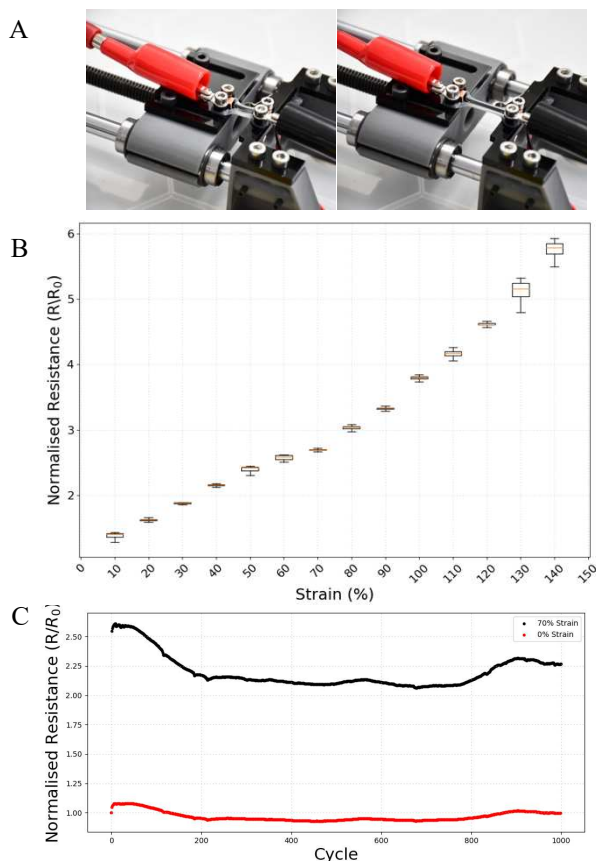 A
B
Normalised Resistance (R\R₀)
6
5
4
3
2
0 10 20 30 40 50 60 70 80 90 100 110 120 130 140 150
Strain (%)
C
Normalised Resistance (R/R₀)
2.50
2.25
2.00
1.75
1.50
1.25
1.00
70% Strain
0% Strain
0 200 400 600 800 1000
Cycle